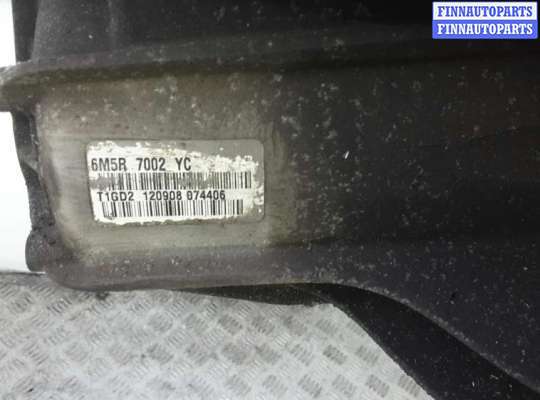 FINNAUTOPARTS
FINNAUTOPARTS
6M5R 7002 YC
T1GD2 120908 074406